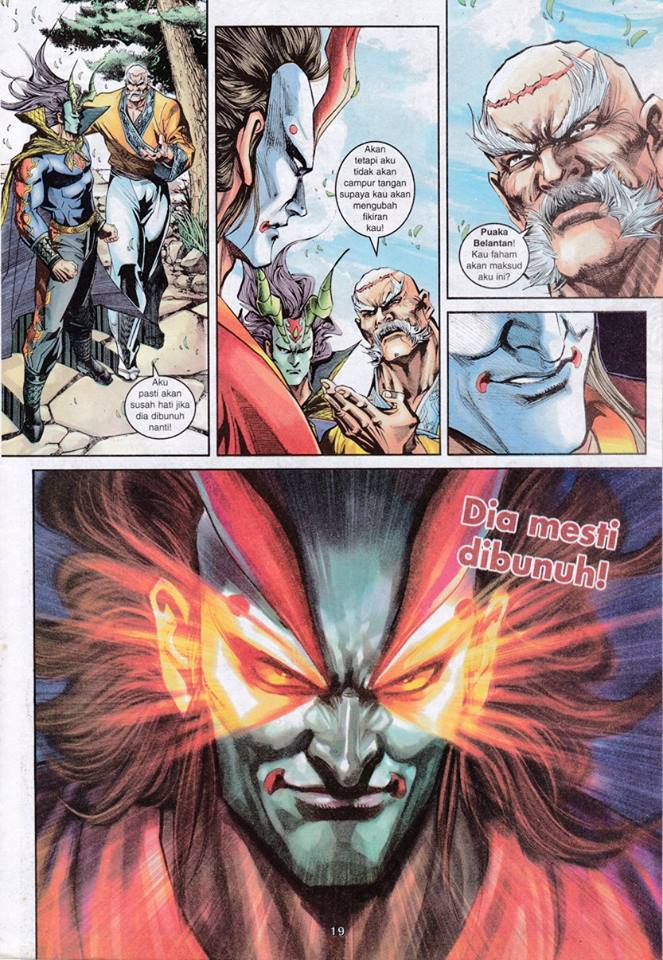 Aku
pasti akan
susah hati jika
dia dibunuh
nanti!
Akan
tetapi aku
tidak akan
campur tangan
supaya kau akan
mengubah
fikiran
kau!
Puaka
Belantan!
Kau faham
akan maksud
aku ini?
Dia mesti
dibunuh!
19